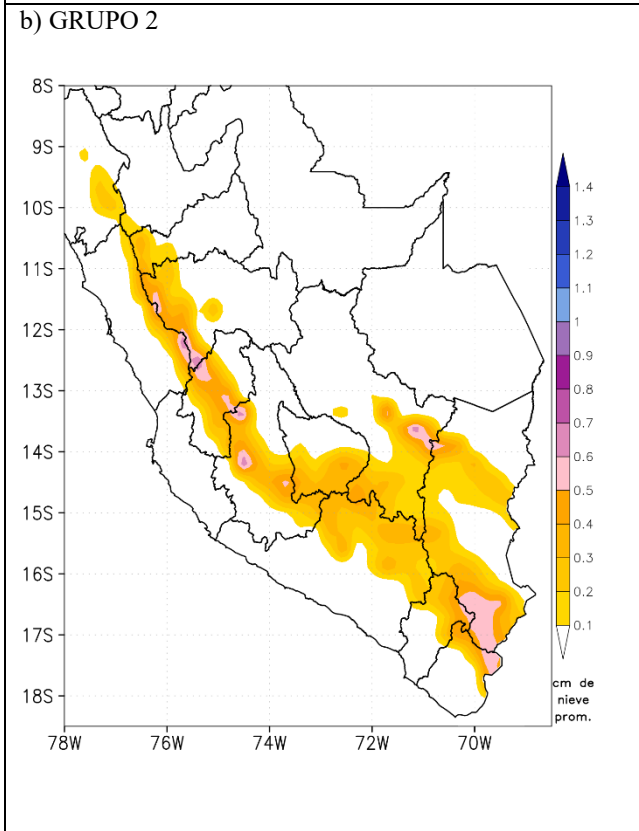 b) GRUPO 2
8S
9S
10S
11S
12S
13S
14S
15S
16S
17S
18S
78W 76W 74W 72W 70W
1.4
1.3
1.2
1.1
1
0.9
0.8
0.7
0.6
0.5
0.4
0.3
0.2
0.1
cm de
nieve
prom.